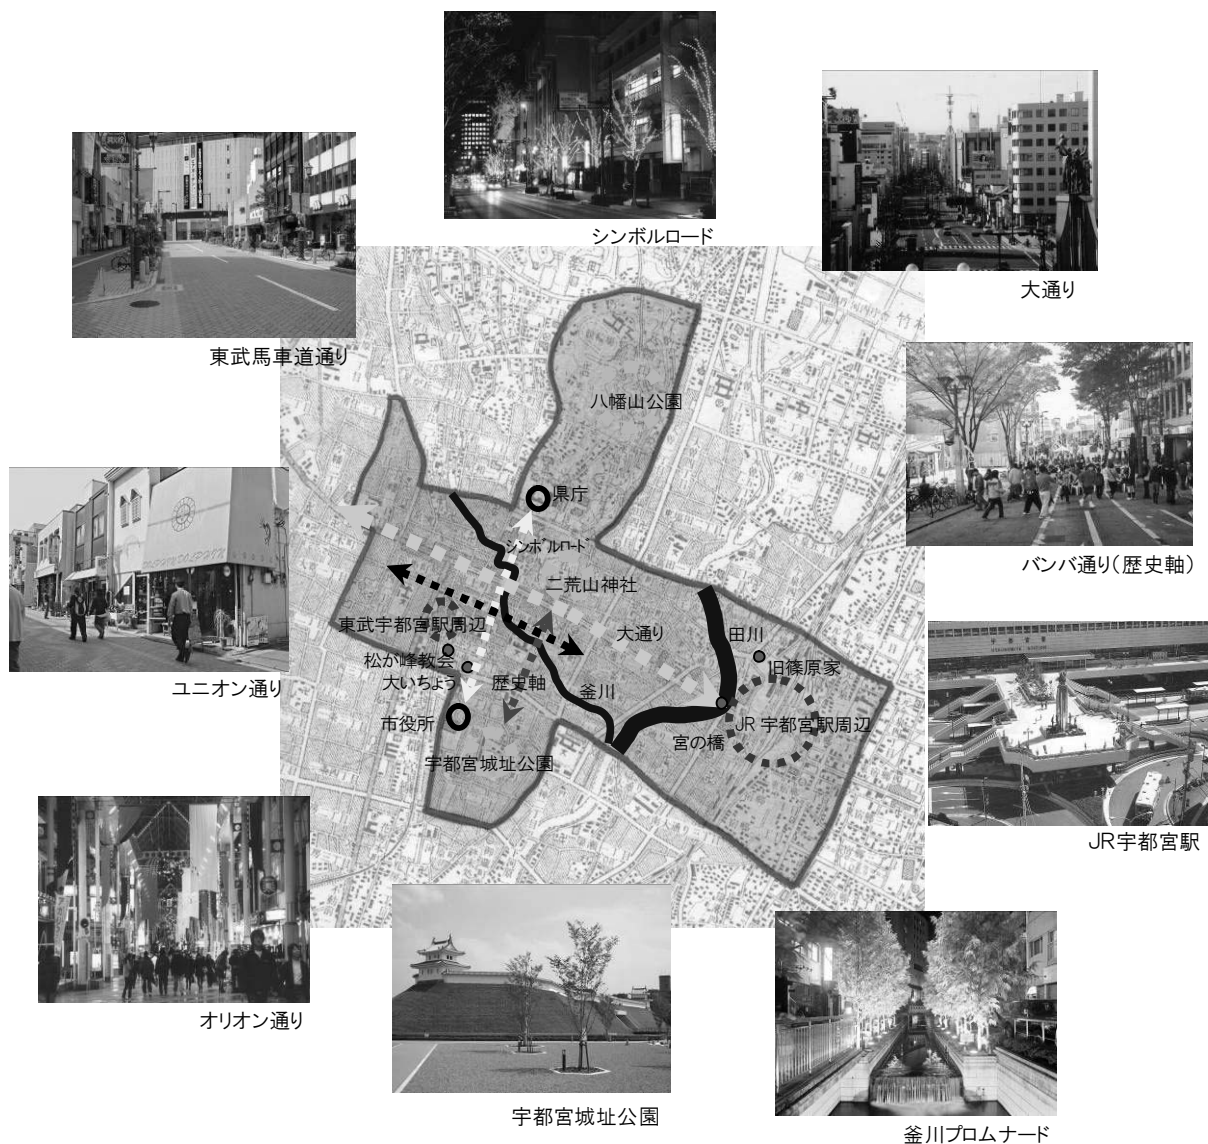 シンボルロード
大通り
東武馬車道通り
八幡山公園
県庁
シンボルロード
バンバ通り(歴史軸)
二荒山神社
東武宇都宮駅周辺
大通り
田川
松が峰教会
旧篠原家
大いちょう
歴史軸
釜川
ユニオン通り
市役所
宮の橋
JR宇都宮駅周辺
宇都宮城址公園
JR宇都宮駅
オリオン通り
宇都宮城址公園
釜川プロムナード